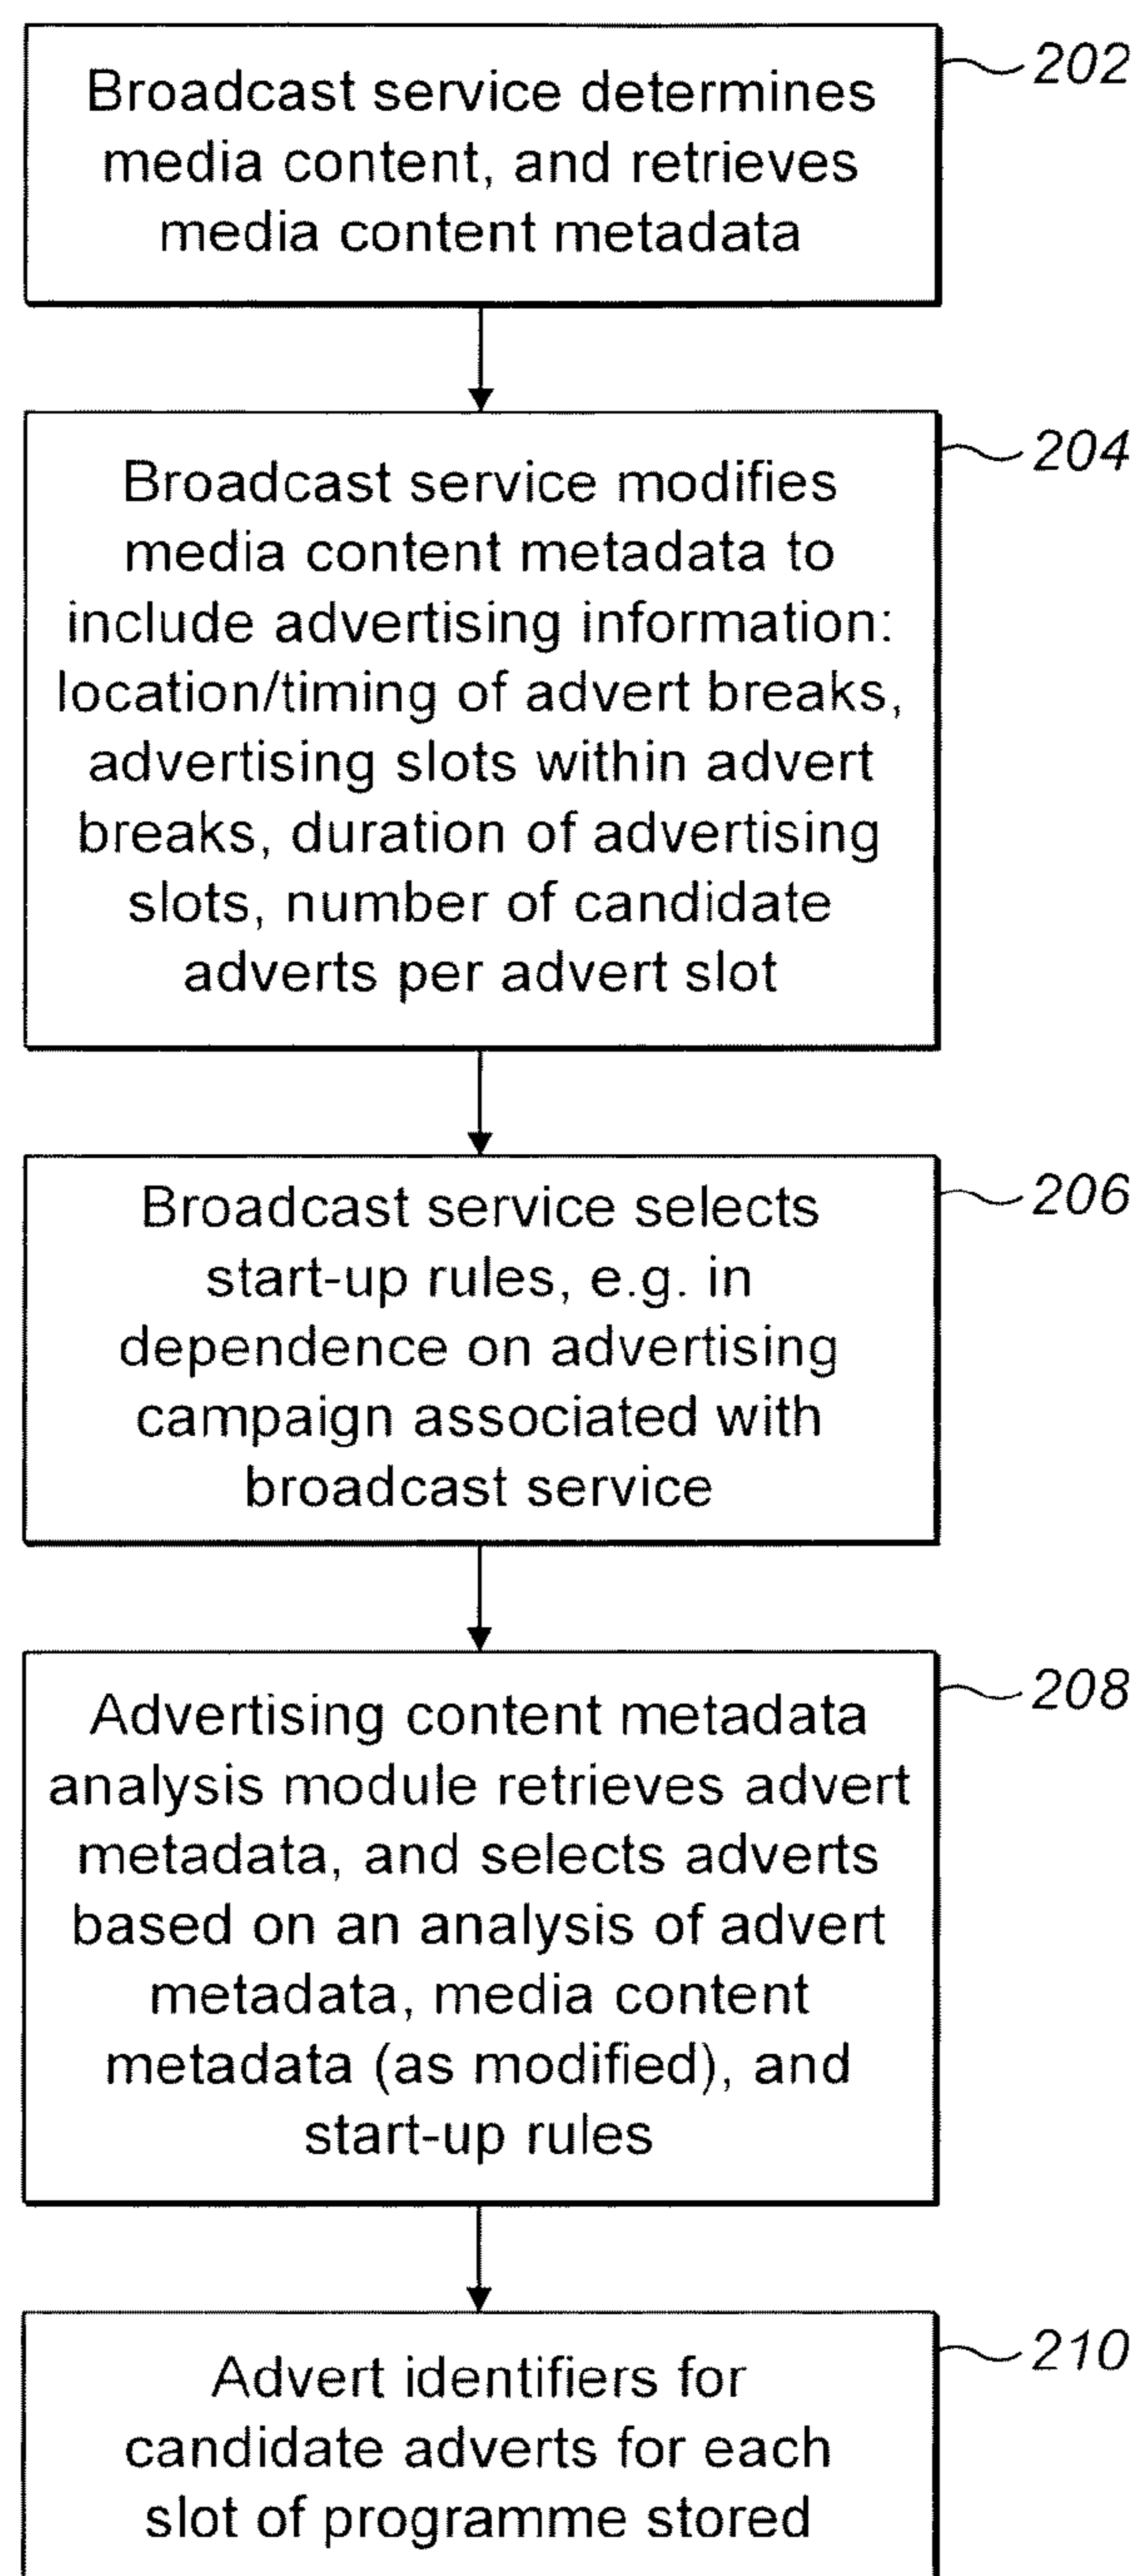 Broadcast service determines
media content, and retrieves
media content metadata
202
Broadcast service modifies
media content metadata to
include advertising information:
location/timing of advert breaks,
advertising slots within advert
breaks, duration of advertising
slots, number of candidate
adverts per advert slot
204
Broadcast service selects
start-up rules, e.g. in
dependence on advertising
campaign associated with
broadcast service
206
Advertising content metadata
analysis module retrieves advert
metadata, and selects adverts
based on an analysis of advert
metadata, media content
metadata (as modified), and
start-up rules
208
Advert identifiers for
candidate adverts for each
slot of programme stored
210